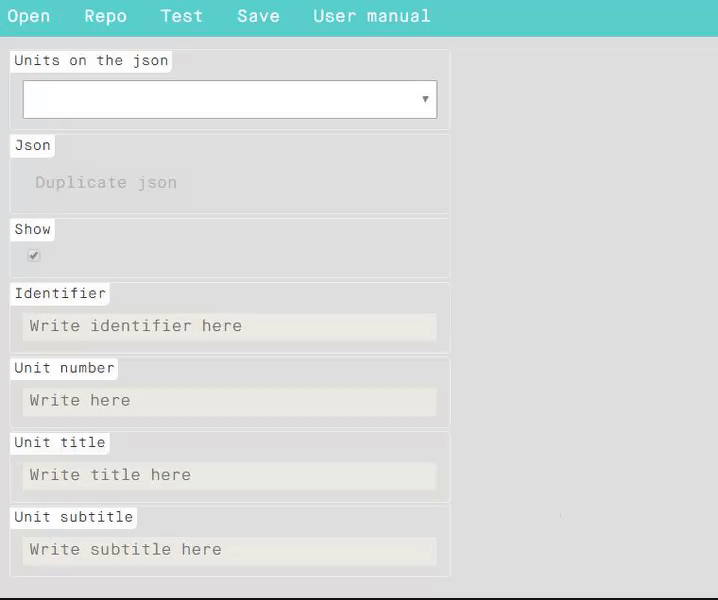 Open Repo Test Save User manual
Units on the json
Json
Duplicate json
Show
Identifier
Write identifier here
Unit number
Write here
Unit title
Write title here
Unit subtitle
Write subtitle here